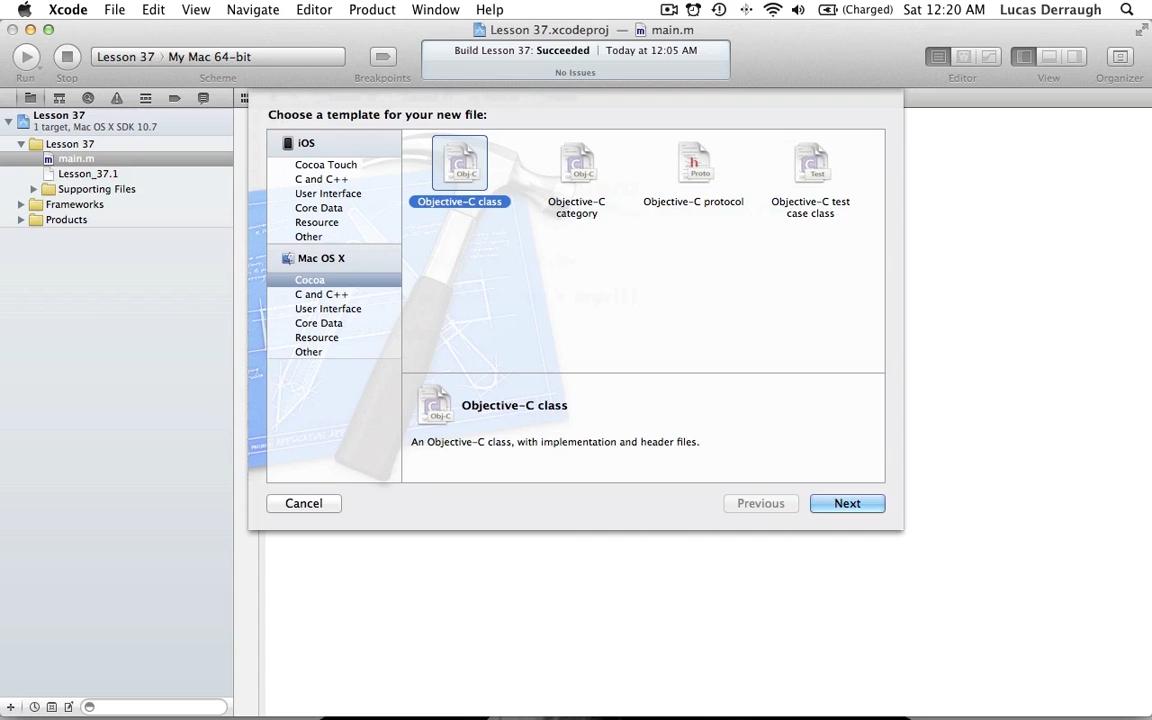 Xcode File Edit View Navigate Editor Product Window Help (Charged) Sat 12:20 AM Lucas Derraugh
Lesson 37.xcodeproj — main.m
Lesson 37 My Mac 64-bit
Build Lesson 37: Succeeded Today at 12:05 AM
No Issues
Run Stop Scheme Breakpoints Editor View Organizer
Lesson 37
1 target, Mac OS X SDK 10.7
Lesson 37
main.m
Lesson_37.1
Supporting Files
Frameworks
Products
Choose a template for your new file:
iOS
Cocoa Touch
C and C++
User Interface
Core Data
Resource
Other
Mac OS X
Cocoa
C and C++
User Interface
Core Data
Resource
Other
Obj-C
Objective-C class
Obj-C
Objective-C
category
h
Proto
Objective-C protocol
Test
Objective-C test
case class
Obj-C
Objective-C class
An Objective-C class, with implementation and header files.
Cancel Previous Next